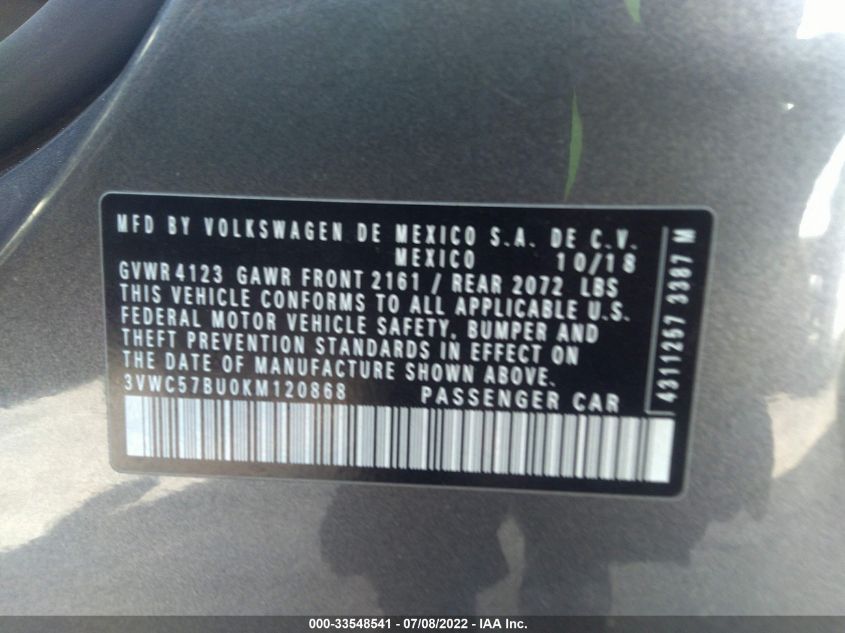 MFD BY VOLKSWAGEN DE MEXICO S.A. DE C.V.
MEXICO 10/18
GVWR 4123 GAWR FRONT 2161 / REAR 2072 LBS
THIS VEHICLE CONFORMS TO ALL APPLICABLE U.S.
FEDERAL MOTOR VEHICLE SAFETY, BUMPER AND
THEFT PREVENTION STANDARDS IN EFFECT ON
THE DATE OF MANUFACTURE SHOWN ABOVE.
3VWC57BU0KM120868 PASSENGER CAR
4311257 3387 M
000-33548541 - 07/08/2022 - IAA Inc.